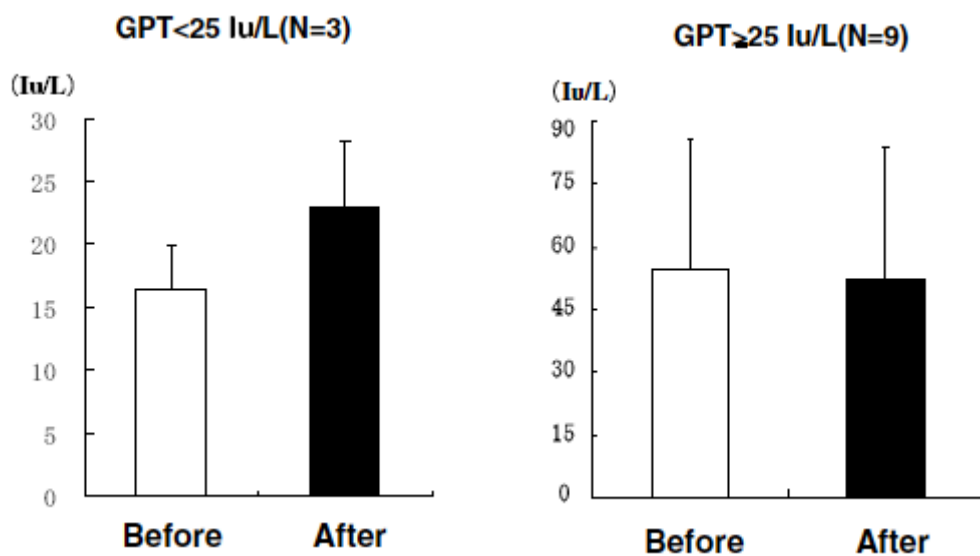 GPT<25 Iu/L(N=3)
(Iu/L)
30
25
20
15
10
5
0
Before After
GPT≥25 Iu/L(N=9)
(Iu/L)
90
75
60
45
30
15
0
Before After